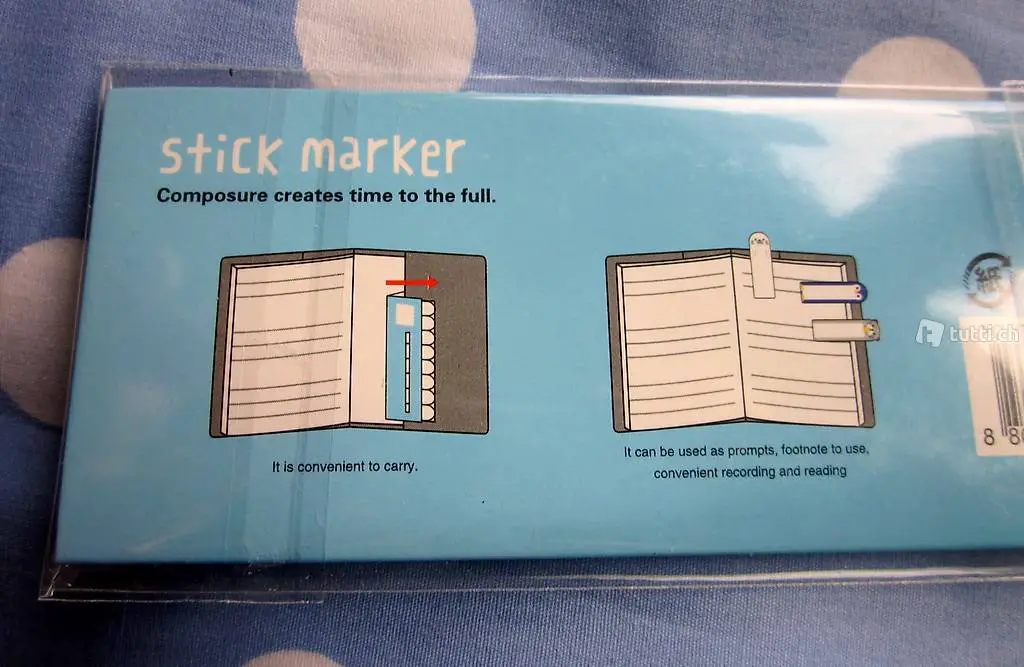 stick marker
Composure creates time to the full.
It is convenient to carry.
It can be used as prompts, footnote to use,
convenient recording and reading
tutti.ch